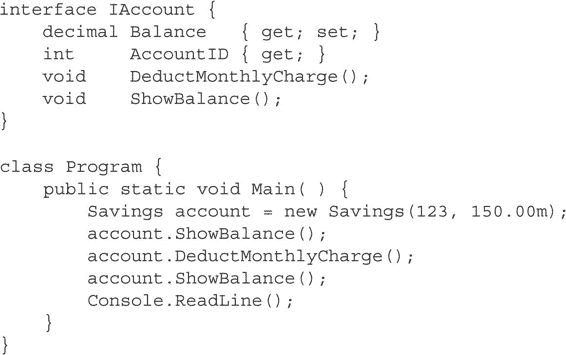 interface IAccount {
    decimal Balance   { get; set; }
    int     AccountID { get; }
    void    DeductMonthlyCharge();
    void    ShowBalance();
}

class Program {
    public static void Main( ) {
        Savings account = new Savings(123, 150.00m);
        account.ShowBalance();
        account.DeductMonthlyCharge();
        account.ShowBalance();
        Console.ReadLine();
    }
}